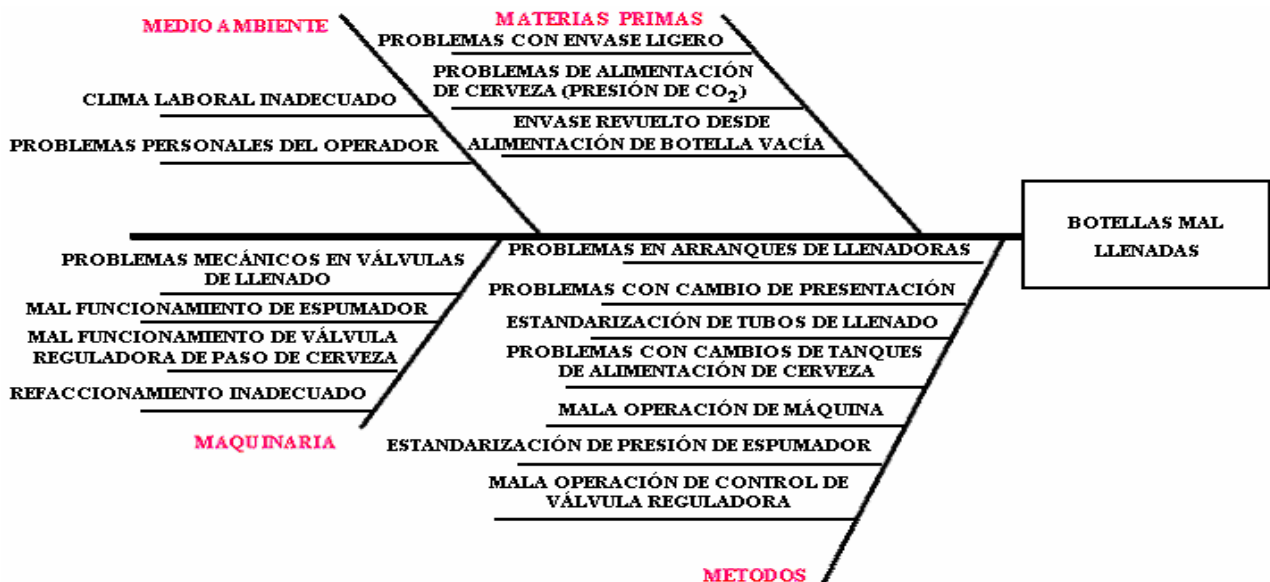 MEDIO AMBIENTE
CLIMA LABORAL INADECUADO
PROBLEMAS PERSONALES DEL OPERADOR
MATERIAS PRIMAS
PROBLEMAS CON ENVASE LIGERO
PROBLEMAS DE ALIMENTACIÓN
DE CERVEZA (PRESIÓN DE CO₂)
ENVASE REVUELTO DESDE
ALIMENTACIÓN DE BOTELLA VACÍA
BOTELLAS MAL
LLENADAS
PROBLEMAS MECÁNICOS EN VÁLVULAS
DE LLENADO
MAL FUNCIONAMIENTO DE ESPUMADOR
MAL FUNCIONAMIENTO DE VÁLVULA
REGULADORA DE PASO DE CERVEZA
REFACCIONAMIENTO INADECUADO
MAQUINARIA
PROBLEMAS EN ARRANQUES DE LLENADORAS
PROBLEMAS CON CAMBIO DE PRESENTACIÓN
ESTANDARIZACIÓN DE TUBOS DE LLENADO
PROBLEMAS CON CAMBIOS DE TANQUES
DE ALIMENTACIÓN DE CERVEZA
MALA OPERACIÓN DE MÁQUINA
ESTANDARIZACIÓN DE PRESIÓN DE ESPUMADOR
MALA OPERACIÓN DE CONTROL DE
VÁLVULA REGULADORA
METODOS